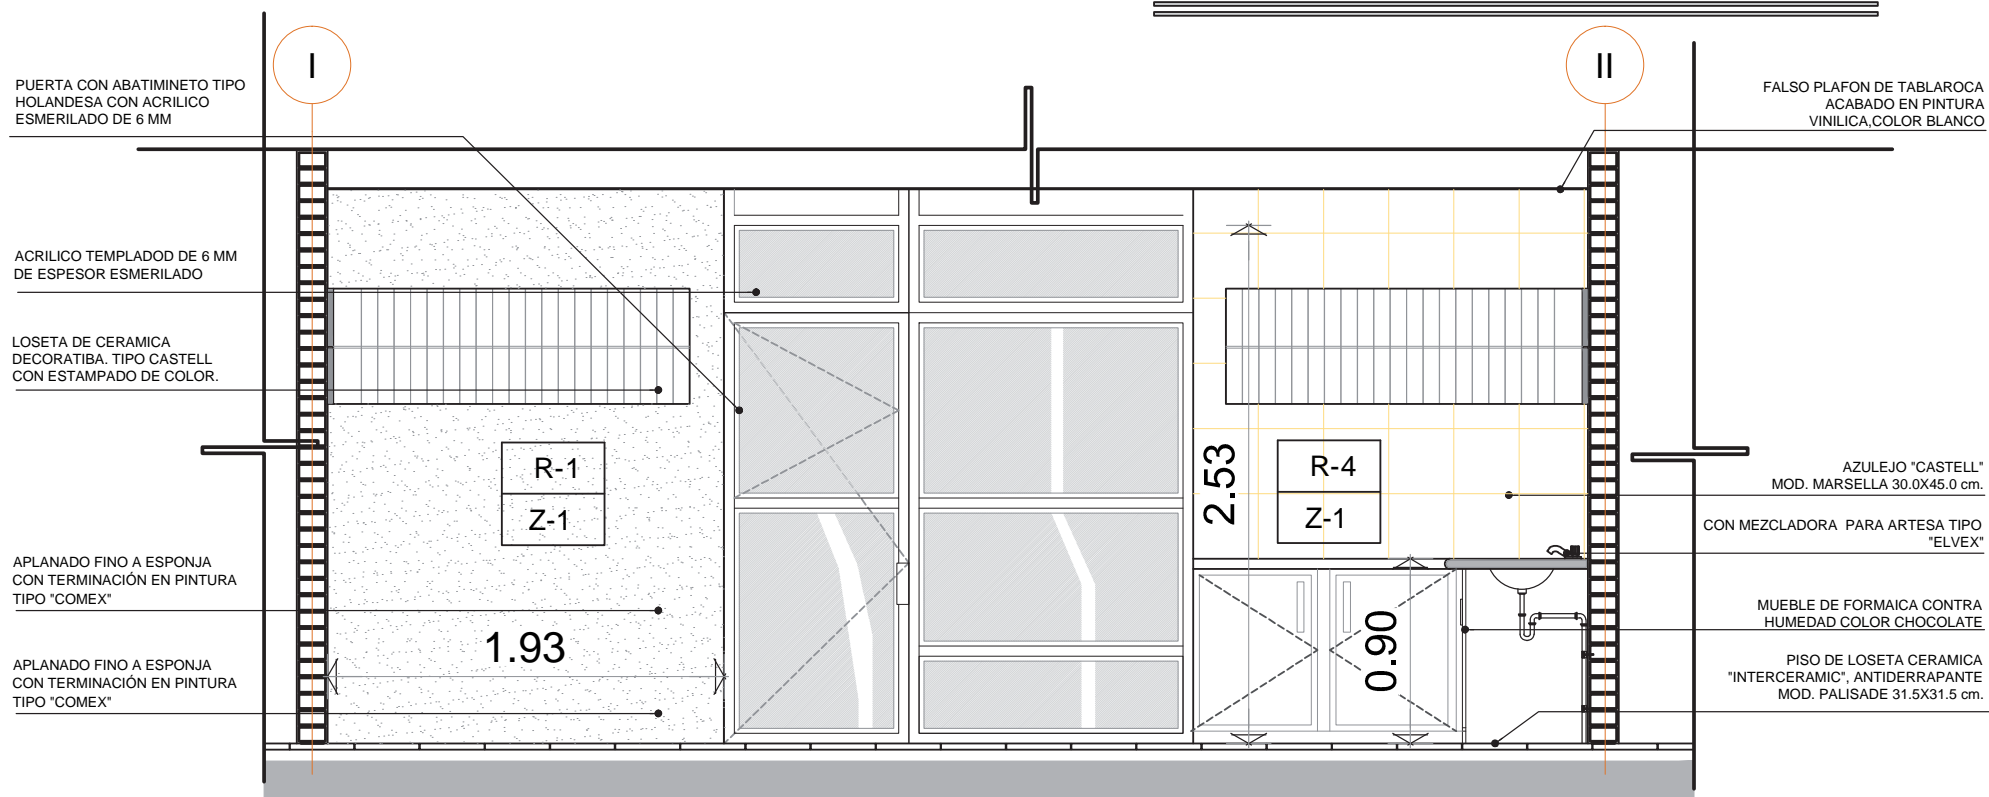 I
II
PUERTA CON ABATIMINETO TIPO
HOLANDESA CON ACRILICO
ESMERILADO DE 6 MM
ACRILICO TEMPLADOD DE 6 MM
DE ESPESOR ESMERILADO
LOSETA DE CERAMICA
DECORATIBA. TIPO CASTELL
CON ESTAMPADO DE COLOR.
APLANADO FINO A ESPONJA
CON TERMINACIÓN EN PINTURA
TIPO "COMEX"
APLANADO FINO A ESPONJA
CON TERMINACIÓN EN PINTURA
TIPO "COMEX"
R-1
Z-1
1.93
2.53
R-4
Z-1
0.90
FALSO PLAFON DE TABLAROCA
ACABADO EN PINTURA
VINILICA,COLOR BLANCO
AZULEJO "CASTELL"
MOD. MARSELLA 30.0X45.0 cm.
CON MEZCLADORA PARA ARTESA TIPO
"ELVEX"
MUEBLE DE FORMAICA CONTRA
HUMEDAD COLOR CHOCOLATE
PISO DE LOSETA CERAMICA
"INTERCERAMIC", ANTIDERRAPANTE
MOD. PALISADE 31.5X31.5 cm.